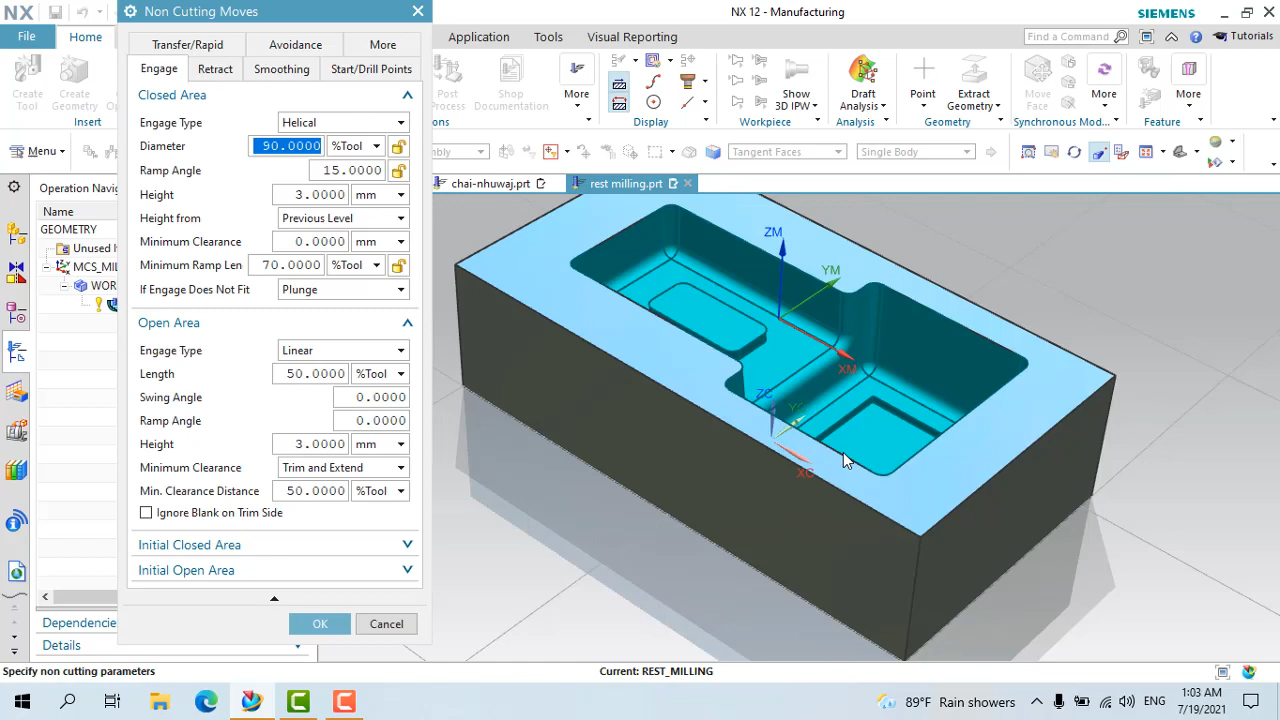 NX
NX 12 - Manufacturing
SIEMENS
Non Cutting Moves
File
Home
Application
Tools
Visual Reporting
Find a Command
Tutorials
Transfer/Rapid
Avoidance
More
Engage
Retract
Smoothing
Start/Drill Points
Create Tool
Create Geometry
Insert
Post Process
Shop Documentation
More
Display
Show 3D IPW
Workpiece
Draft Analysis
Analysis
Point
Extract Geometry
Geometry
Move Face
More
Synchronous Mod...
More
Feature
Menu
Assembly
Tangent Faces
Single Body
chai-nhuwaj.prt
rest milling.prt
Operation Navig
Name
GEOMETRY
Unused It
MCS_MIL
WOR
Dependencie
Details
Closed Area
Engage Type Helical
Diameter 90.0000 %Tool
Ramp Angle 15.0000
Height 3.0000 mm
Height from Previous Level
Minimum Clearance 0.0000 mm
Minimum Ramp Len 70.0000 %Tool
If Engage Does Not Fit Plunge
Open Area
Engage Type Linear
Length 50.0000 %Tool
Swing Angle 0.0000
Ramp Angle 0.0000
Height 3.0000 mm
Minimum Clearance Trim and Extend
Min. Clearance Distance 50.0000 %Tool
Ignore Blank on Trim Side
Initial Closed Area
Initial Open Area
OK
Cancel
ZM
YM
XM
ZC
YC
XC
Specify non cutting parameters
Current: REST_MILLING
89°F Rain showers
ENG
1:03 AM
7/19/2021